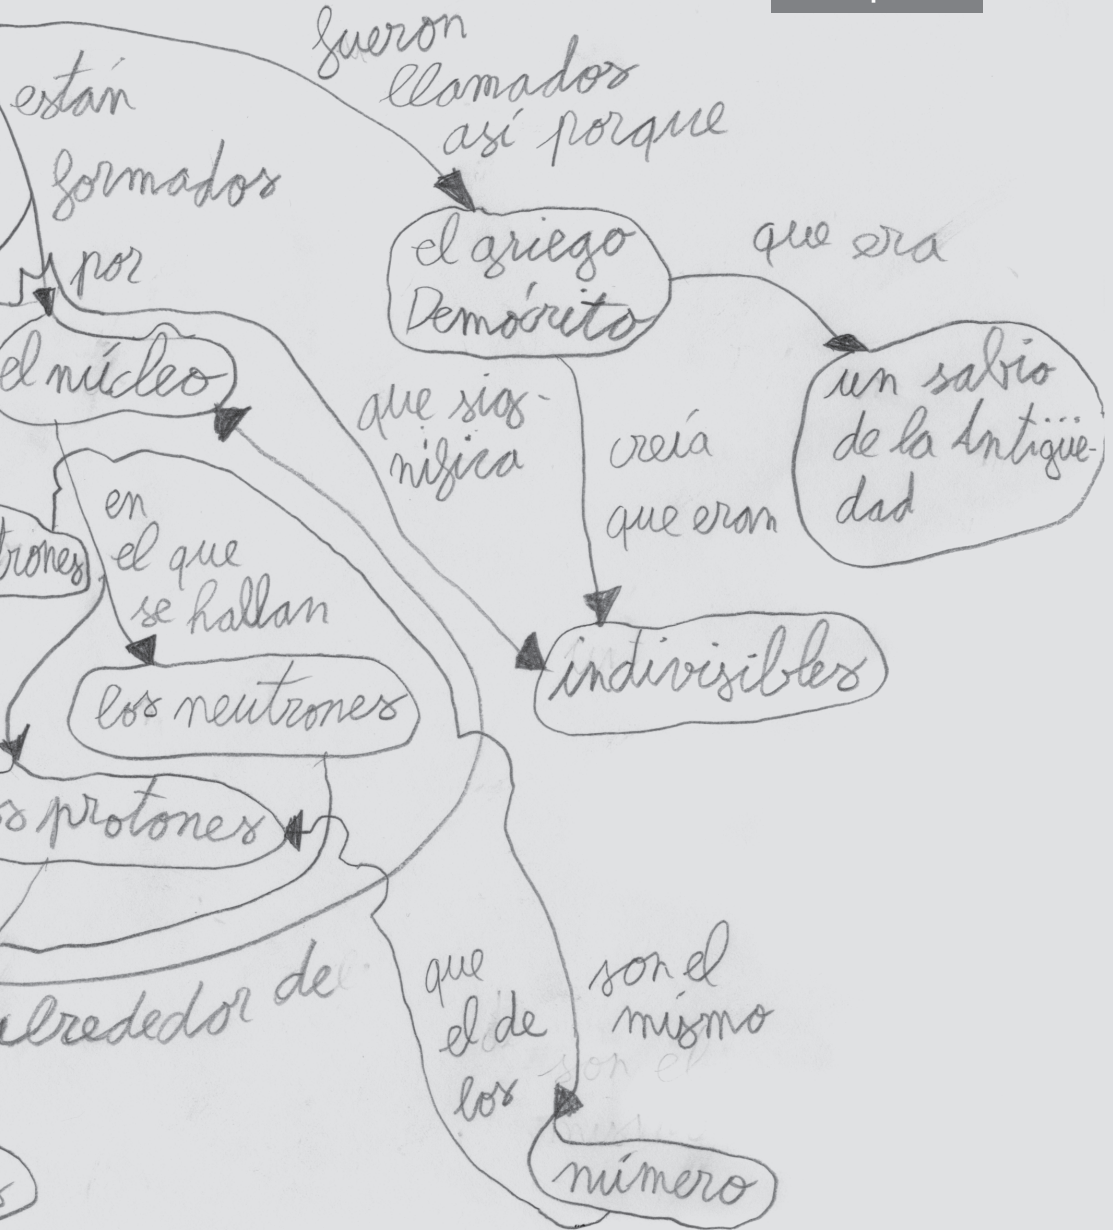 fueron
llamados
así porque
están
formados
por
el griego
Demócrito
que era
un sabio
de la Antigüe-
dad
el núcleo
que sig-
nifica
creía
que eran
en
el que
se hallan
trones
indivisibles
los neutrones
s protones
alrededor de
que
el de
los
son el
mismo
son el
número